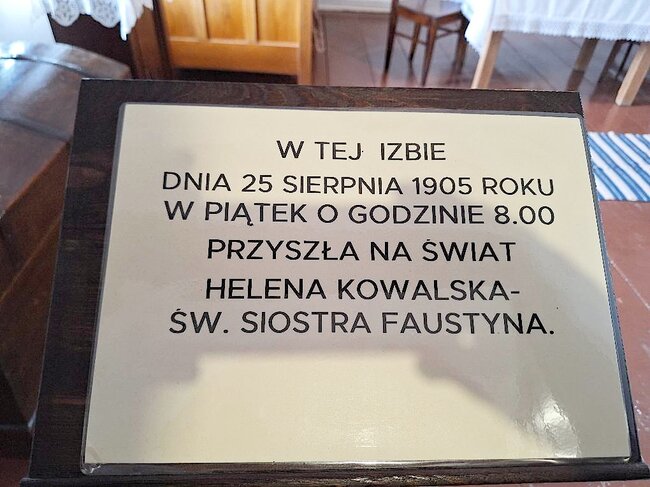 W TEJ IZBIE
DNIA 25 SIERPNIA 1905 ROKU
W PIĄTEK O GODZINIE 8.00
PRZYSZŁA NA ŚWIAT
HELENA KOWALSKA-
ŚW. SIOSTRA FAUSTYNA.